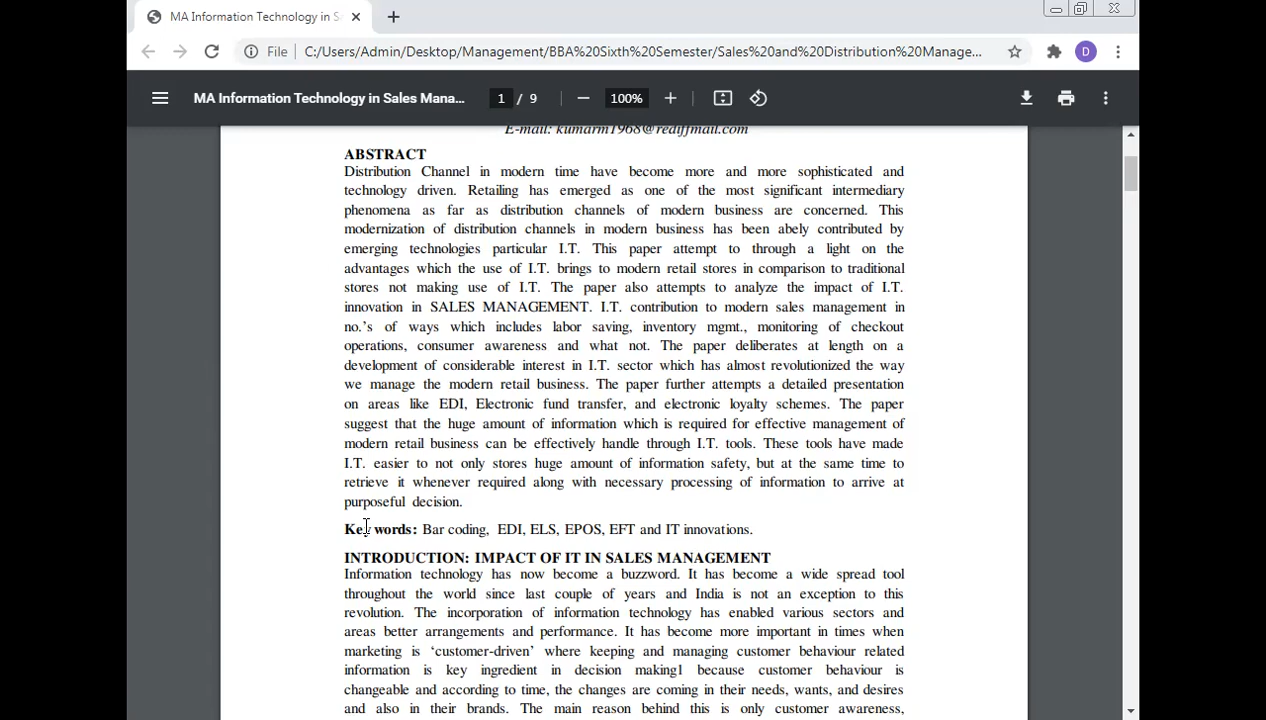 MA Information Technology in S
File
C:/Users/Admin/Desktop/Management/BBA%20Sixth%20Semester/Sales%20and%20Distribution%20Manage...
D
MA Information Technology in Sales Mana...
1 / 9
100%
E-mail: kumarm1968@rediffmail.com
ABSTRACT
Distribution Channel in modern time have become more and more sophisticated and
technology driven. Retailing has emerged as one of the most significant intermediary
phenomena as far as distribution channels of modern business are concerned. This
modernization of distribution channels in modern business has been abely contributed by
emerging technologies particular I.T. This paper attempt to through a light on the
advantages which the use of I.T. brings to modern retail stores in comparison to traditional
stores not making use of I.T. The paper also attempts to analyze the impact of I.T.
innovation in SALES MANAGEMENT. I.T. contribution to modern sales management in
no.'s of ways which includes labor saving, inventory mgmt., monitoring of checkout
operations, consumer awareness and what not. The paper deliberates at length on a
development of considerable interest in I.T. sector which has almost revolutionized the way
we manage the modern retail business. The paper further attempts a detailed presentation
on areas like EDI, Electronic fund transfer, and electronic loyalty schemes. The paper
suggest that the huge amount of information which is required for effective management of
modern retail business can be effectively handle through I.T. tools. These tools have made
I.T. easier to not only stores huge amount of information safety, but at the same time to
retrieve it whenever required along with necessary processing of information to arrive at
purposeful decision.
Key words: Bar coding, EDI, ELS, EPOS, EFT and IT innovations.
INTRODUCTION: IMPACT OF IT IN SALES MANAGEMENT
Information technology has now become a buzzword. It has become a wide spread tool
throughout the world since last couple of years and India is not an exception to this
revolution. The incorporation of information technology has enabled various sectors and
areas better arrangements and performance. It has become more important in times when
marketing is ‘customer-driven’ where keeping and managing customer behaviour related
information is key ingredient in decision making1 because customer behaviour is
changeable and according to time, the changes are coming in their needs, wants, and desires
and also in their brands. The main reason behind this is only customer awareness,